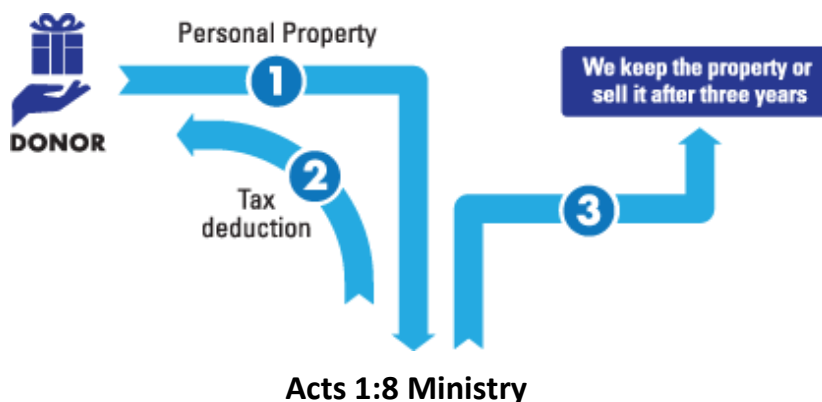 Personal Property
1
DONOR
2
Tax
deduction
We keep the property or
sell it after three years
3
Acts 1:8 Ministry